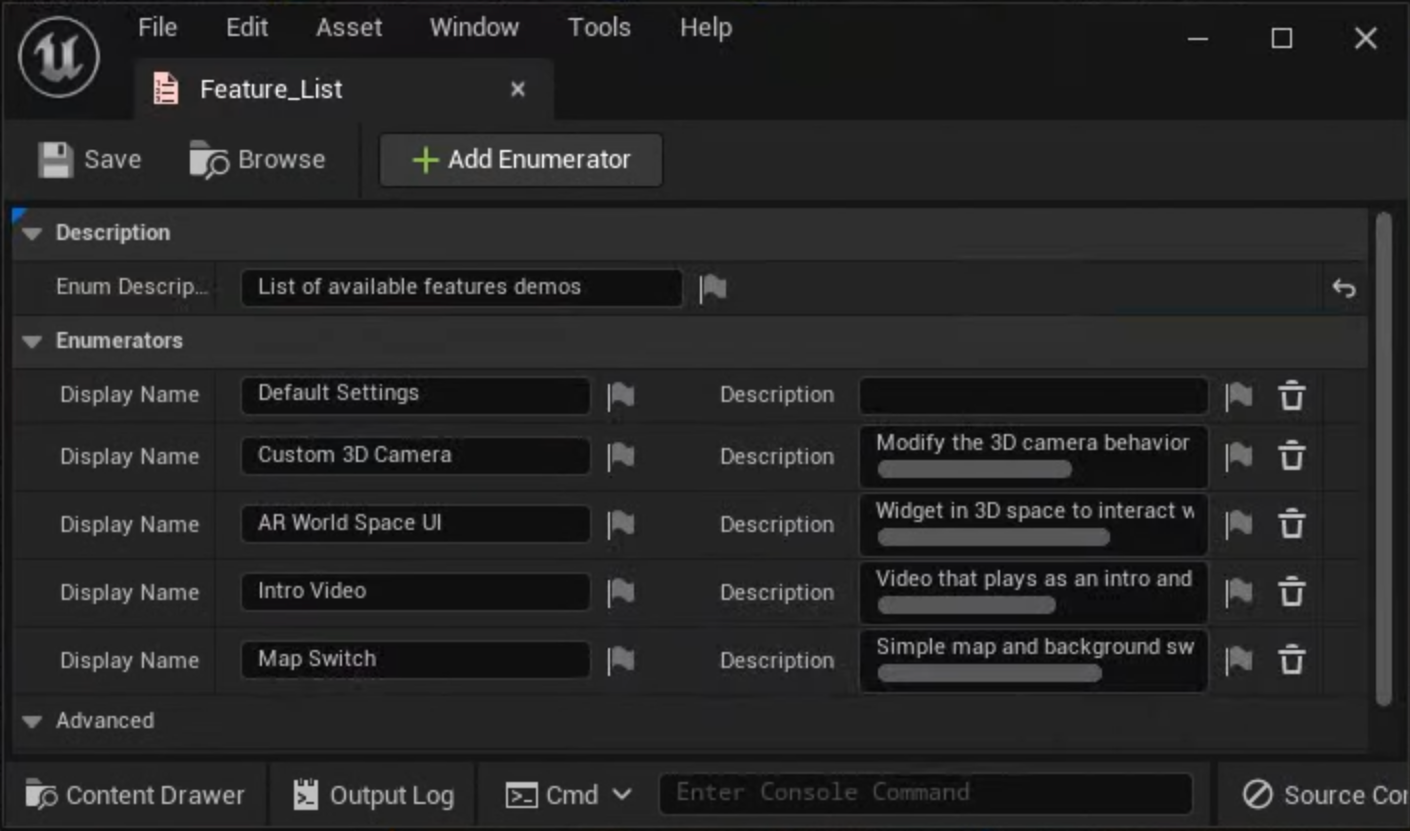 File Edit Asset Window Tools Help
Feature_List
Save Browse Add Enumerator
Description
Enum Descrip... List of available features demos
Enumerators
Display Name Default Settings Description
Display Name Custom 3D Camera Description Modify the 3D camera behavior
Display Name AR World Space UI Description Widget in 3D space to interact w
Display Name Intro Video Description Video that plays as an intro and
Display Name Map Switch Description Simple map and background sw
Advanced
Content Drawer Output Log Cmd Enter Console Command Source Con